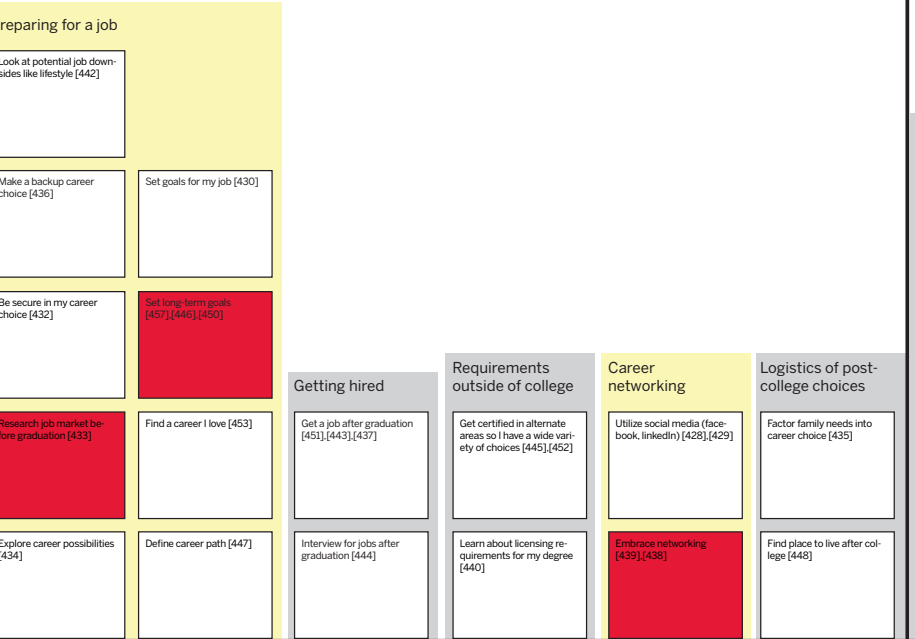 reparing for a job
Look at potential job down-
sides like lifestyle [442]
Make a backup career
choice [436]
Set goals for my job [430]
Be secure in my career
choice [432]
Set long-term goals
[457],[446],[450]
Research job market be-
fore graduation [433]
Find a career I love [453]
Explore career possibilities
[434]
Define career path [447]
Getting hired
Get a job after graduation
[451],[443],[437]
Interview for jobs after
graduation [444]
Requirements
outside of college
Get certified in alternate
areas so I have a wide vari-
ety of choices [445],[452]
Learn about licensing re-
quirements for my degree
[440]
Career
networking
Utilize social media (face-
book, linkedIn) [428],[429]
Embrace networking
[439],[438]
Logistics of post-
college choices
Factor family needs into
career choice [435]
Find place to live after col-
lege [448]